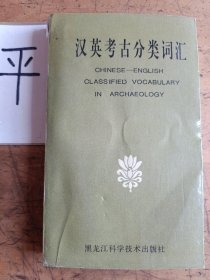 平
汉英考古分类词汇
CHINESE—ENGLISH
CLASSIFIED VOCABULARY
IN ARCHAEOLOGY
黑龙江科学技术出版社